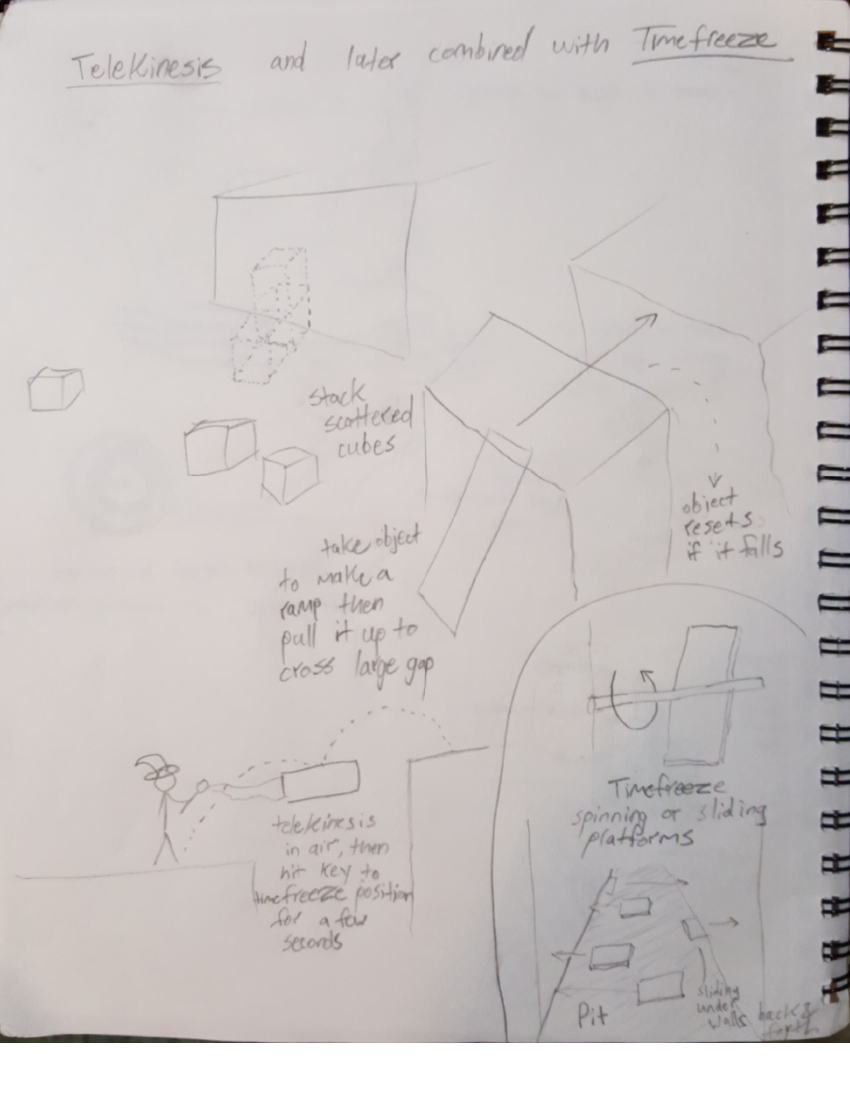 Telekinesis and later combined with Timefreeze
stack
scattered
cubes
object
resets
if it falls
take object
to make a
ramp then
pull it up to
cross large gap
telekinesis
in air, then
hit key to
timefreeze position
for a few
seconds
Timefreeze
spinning or sliding
platforms
Pit
sliding
under
walls
back &
forth